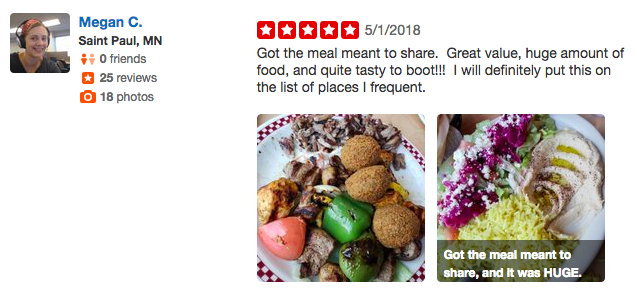 Megan C.
Saint Paul, MN
0 friends
25 reviews
18 photos
5/1/2018
Got the meal meant to share.  Great value, huge amount of
food, and quite tasty to boot!!!  I will definitely put this on
the list of places I frequent.
Got the meal meant to
share, and it was HUGE.